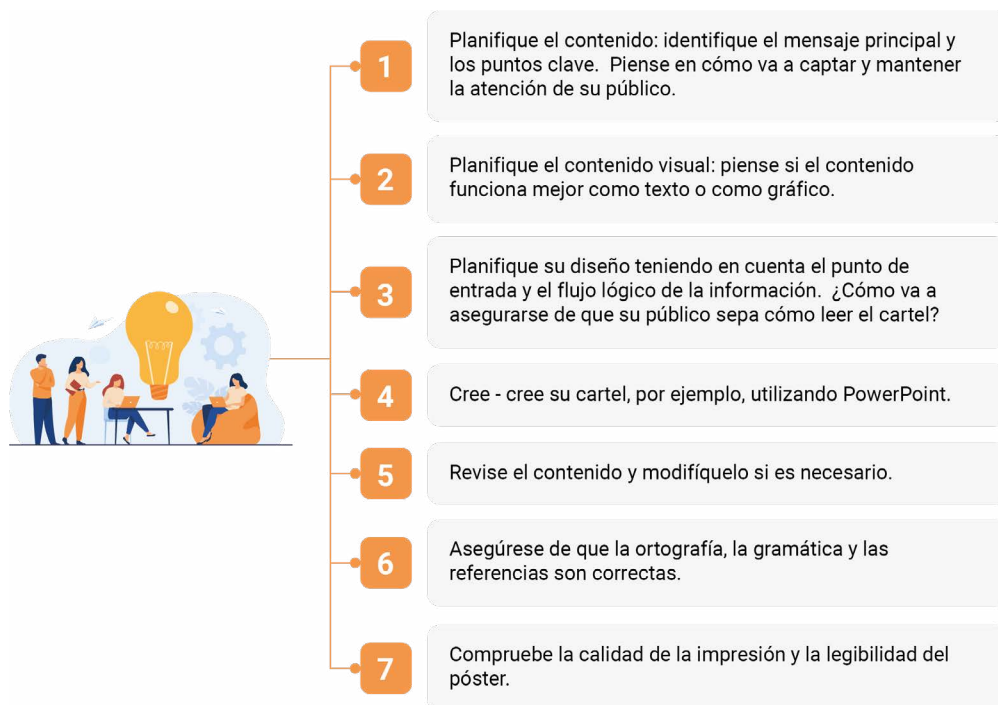 1
Planifique el contenido: identifique el mensaje principal y
los puntos clave.  Piense en cómo va a captar y mantener
la atención de su público.
2
Planifique el contenido visual: piense si el contenido
funciona mejor como texto o como gráfico.
3
Planifique su diseño teniendo en cuenta el punto de
entrada y el flujo lógico de la información.  ¿Cómo va a
asegurarse de que su público sepa cómo leer el cartel?
4
Cree - cree su cartel, por ejemplo, utilizando PowerPoint.
5
Revise el contenido y modifíquelo si es necesario.
6
Asegúrese de que la ortografía, la gramática y las
referencias son correctas.
7
Compruebe la calidad de la impresión y la legibilidad del
póster.